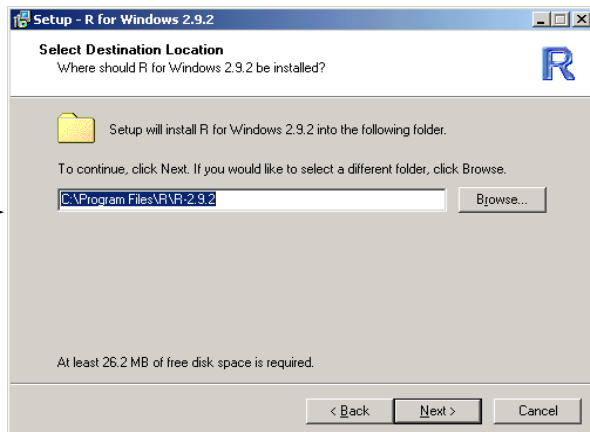 Setup - R for Windows 2.9.2
Select Destination Location
Where should R for Windows 2.9.2 be installed?
R
Setup will install R for Windows 2.9.2 into the following folder.
To continue, click Next. If you would like to select a different folder, click Browse.
C:\Program Files\R\R-2.9.2
Browse...
At least 26.2 MB of free disk space is required.
< Back Next > Cancel